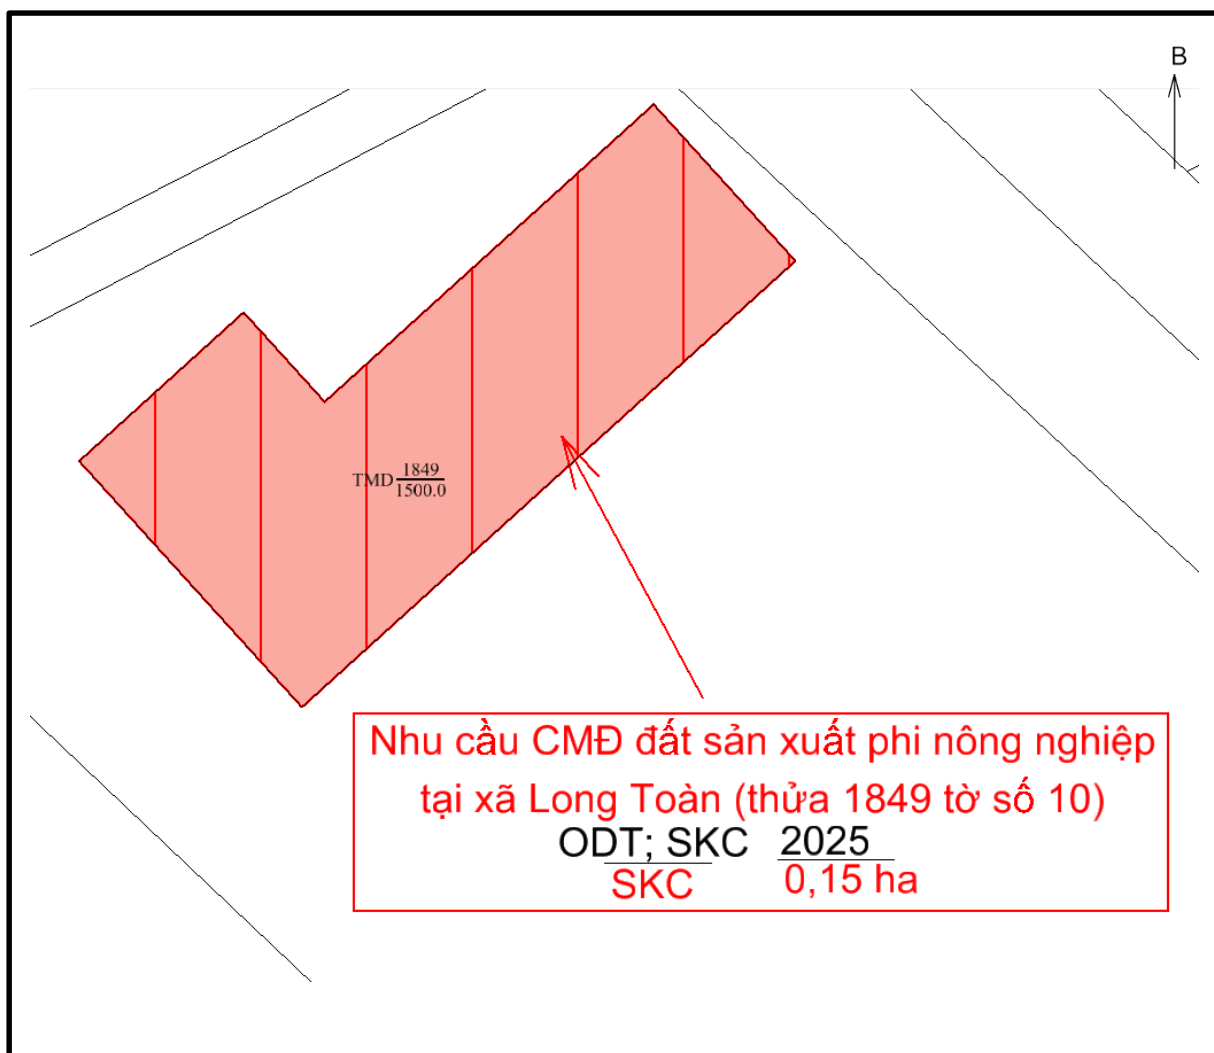 B
TMD 1849
1500.0
Nhu cầu CMĐ đất sản xuất phi nông nghiệp
tại xã Long Toàn (thửa 1849 tờ số 10)
ODT; SKC 2025
SKC 0,15 ha